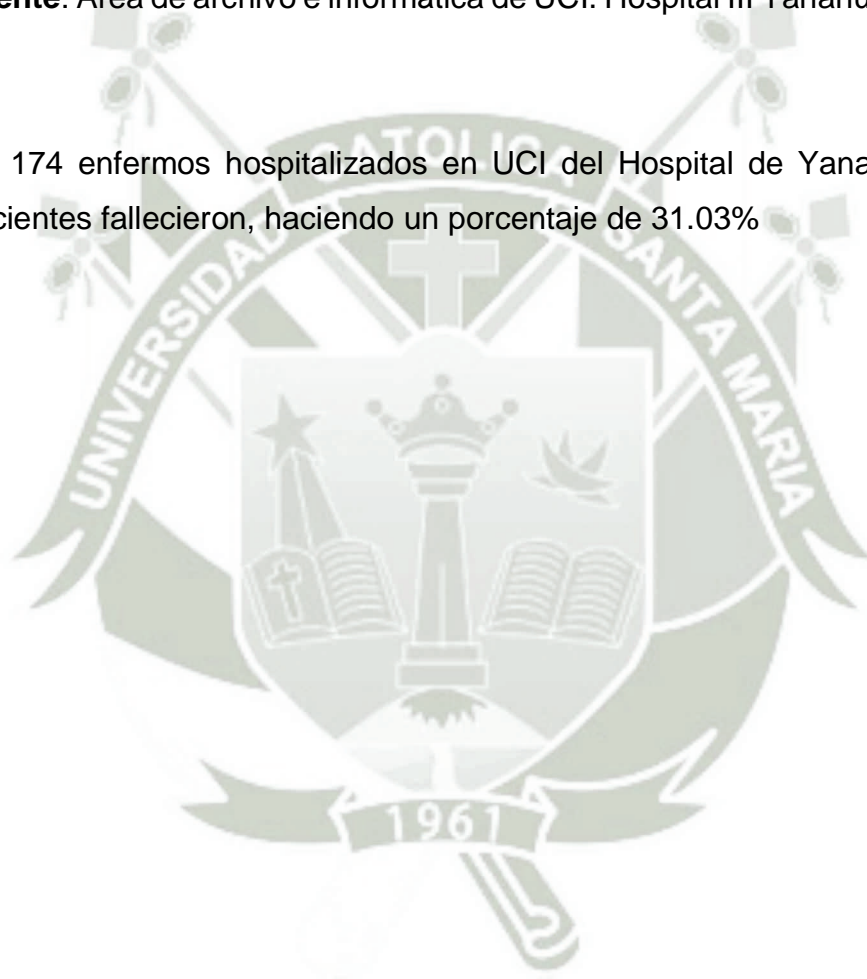 ente: Área de archivo e informática de UCI. Hospital III Yanahu
174 enfermos hospitalizados en UCI del Hospital de Yana
cientes fallecieron, haciendo un porcentaje de 31.03%
UNIVERSIDAD CATOLICA SANTA MARIA
1961